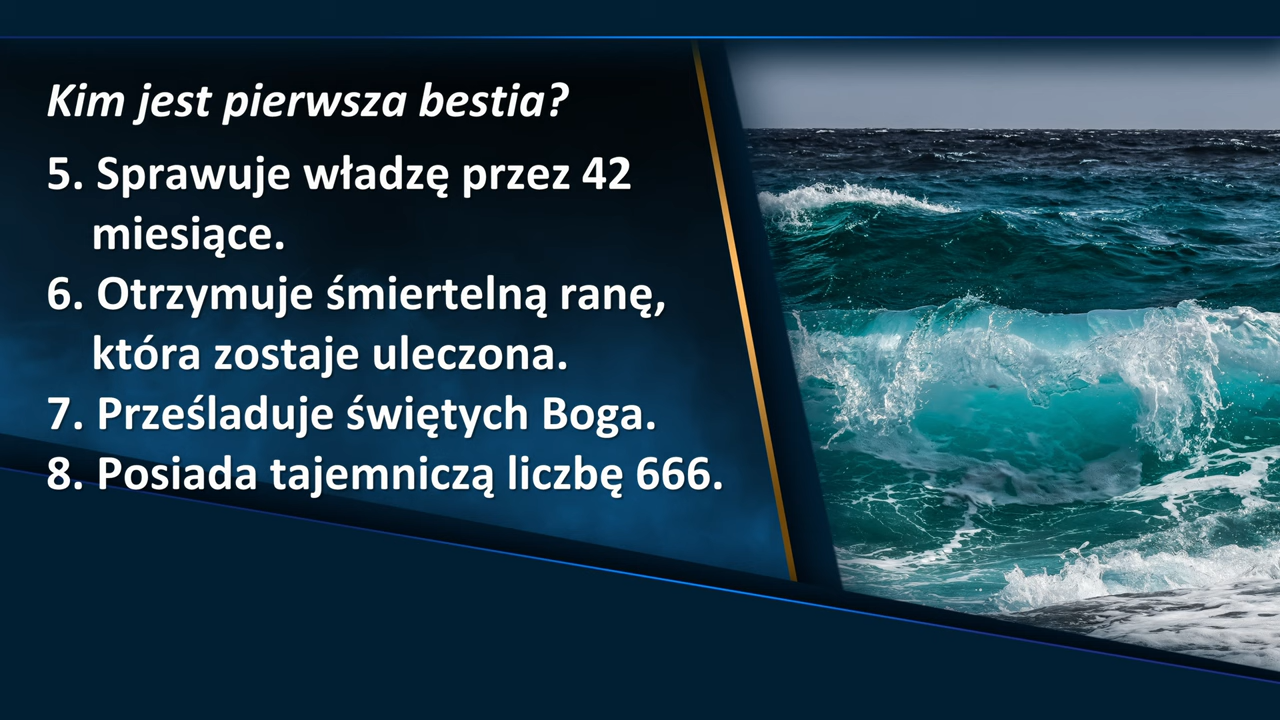 Kim jest pierwsza bestia?
5. Sprawuje władzę przez 42
miesiące.
6. Otrzymuje śmiertelną ranę,
która zostaje uleczona.
7. Prześladuje świętych Boga.
8. Posiada tajemniczą liczbę 666.